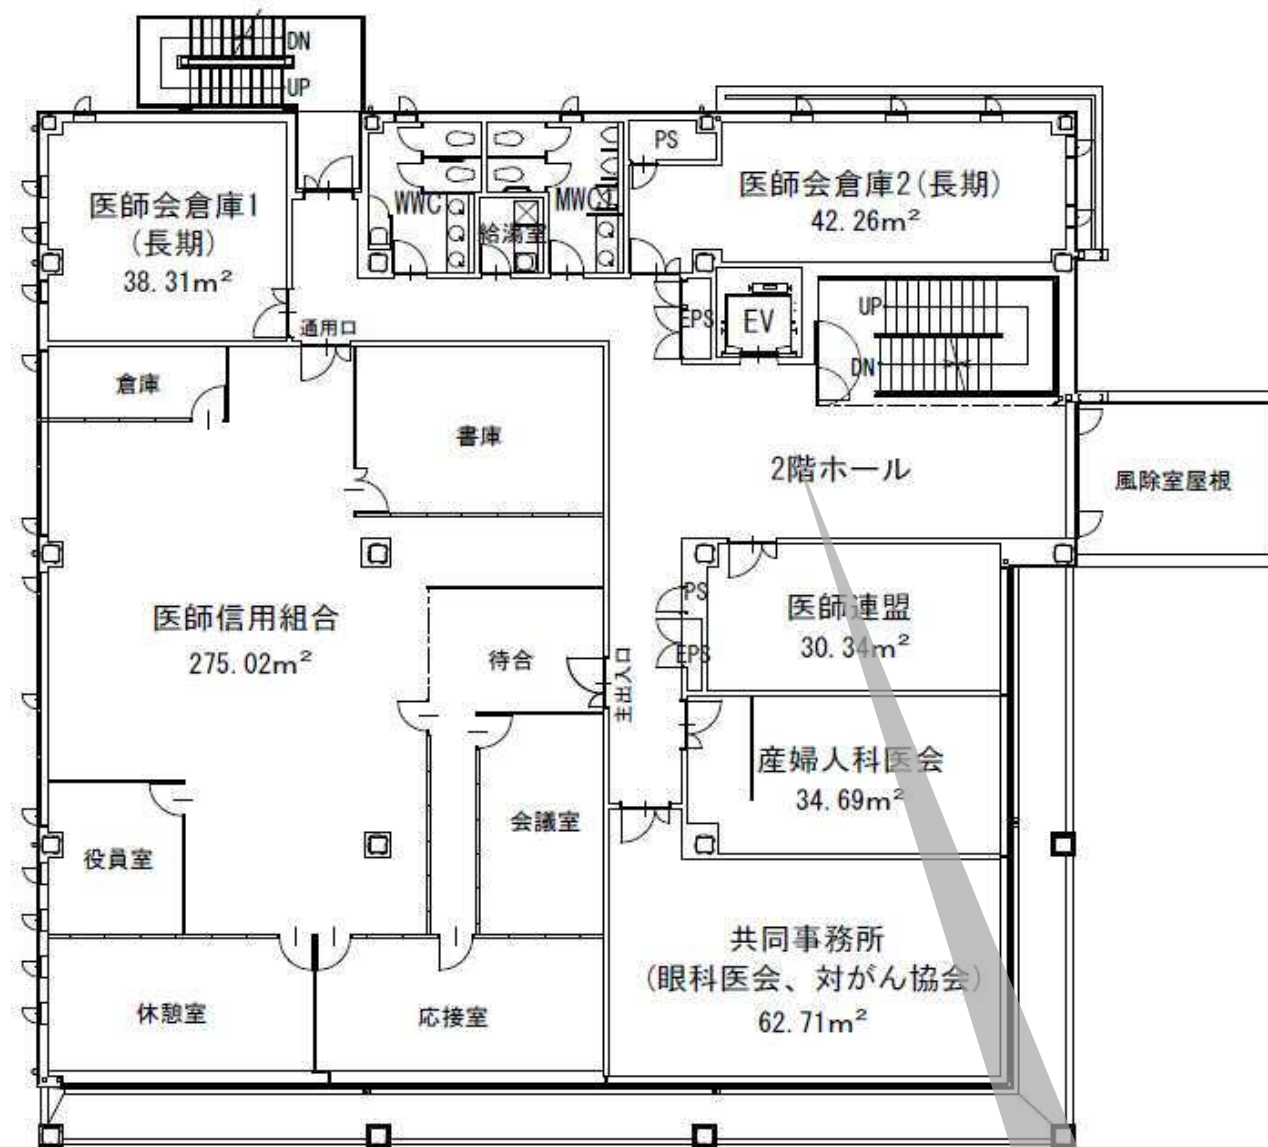 DN
UP
PS
医師会倉庫1
(長期)
38.31m²
WWC
給湯室
MWC
医師会倉庫2(長期)
42.26m²
通用口
EPS
EV
UP
DN
倉庫
書庫
2階ホール
風除室屋根
医師信用組合
275.02m²
待合
主出入口
PS
EPS
医師連盟
30.34m²
産婦人科医会
34.69m²
役員室
会議室
共同事務所
(眼科医会、対がん協会)
62.71m²
休憩室
応接室